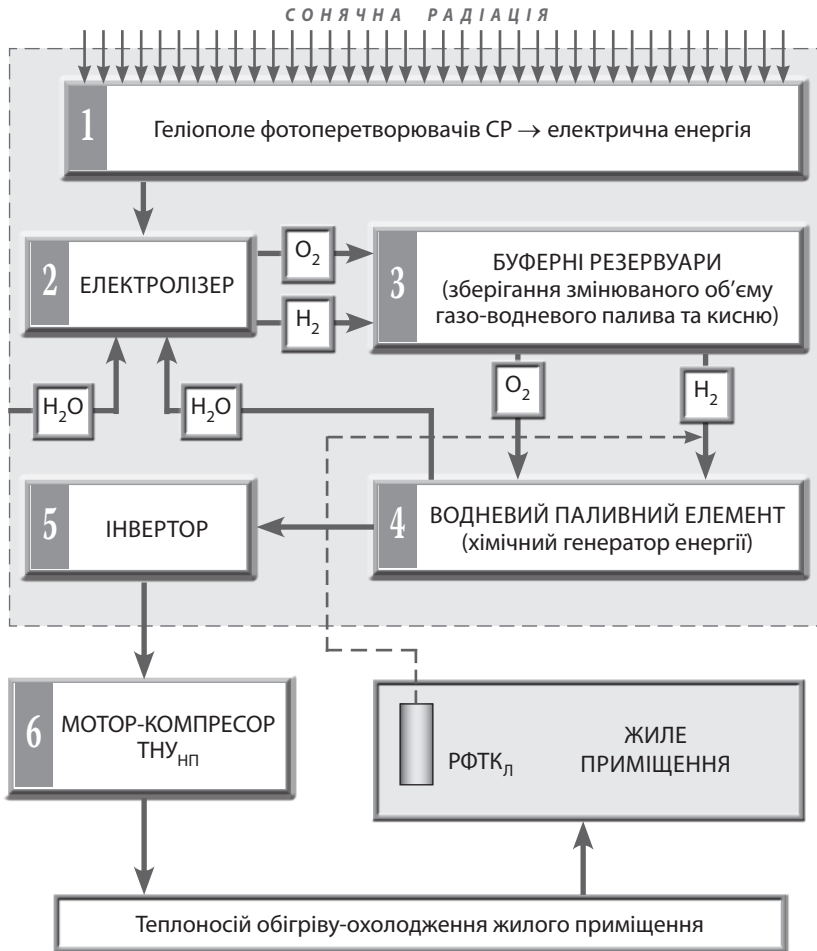 СОНЯЧНА РАДІАЦІЯ
1
Геліополе фотоперетворювачів СР → електрична енергія
2
ЕЛЕКТРОЛІЗЕР
O₂
H₂
3
БУФЕРНІ РЕЗЕРВУАРИ
(зберігання змінюваного об’єму
газо-водневого палива та кисню)
O₂
H₂
H₂O
H₂O
5
ІНВЕРТОР
4
ВОДНЕВИЙ ПАЛИВНИЙ ЕЛЕМЕНТ
(хімічний генератор енергії)
6
МОТОР-КОМПРЕСОР
ТНУНП
РФТКЛ
ЖИЛЕ
ПРИМІЩЕННЯ
Теплоносій обігріву-охолодження жилого приміщення